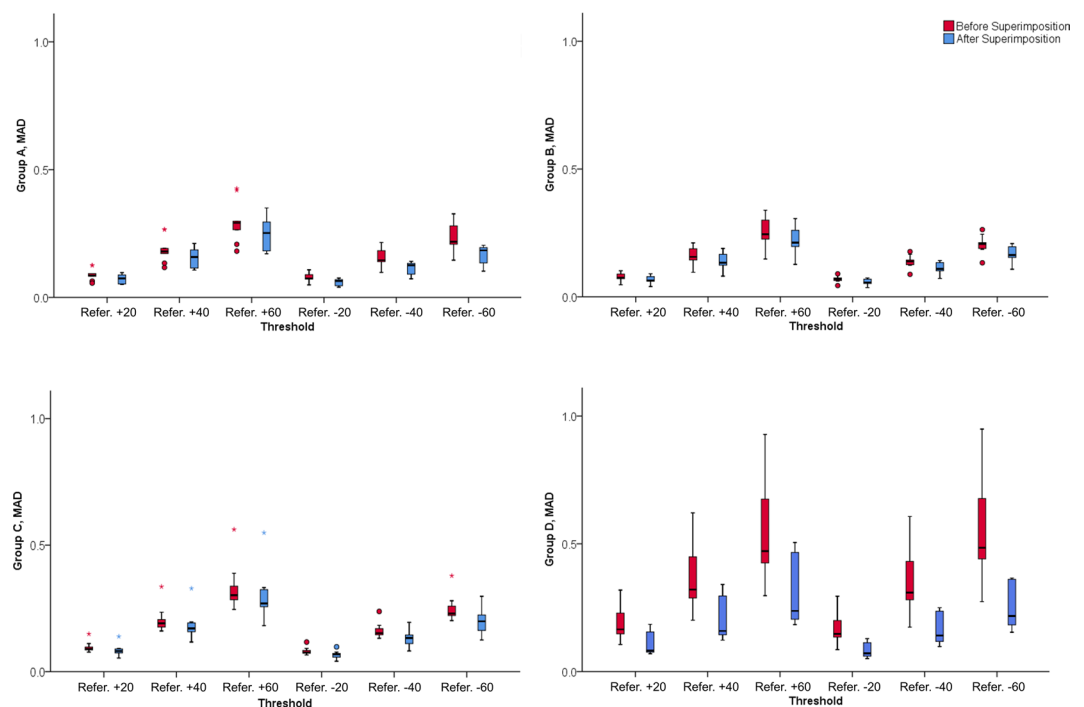 Before Superimposition
After Superimposition
Group A, MAD
1.0
0.5
0.0
Refer. +20 Refer. +40 Refer. +60 Refer. -20 Refer. -40 Refer. -60
Threshold
Group B, MAD
1.0
0.5
0.0
Refer. +20 Refer. +40 Refer. +60 Refer. -20 Refer. -40 Refer. -60
Threshold
Group C, MAD
1.0
0.5
0.0
Refer. +20 Refer. +40 Refer. +60 Refer. -20 Refer. -40 Refer. -60
Threshold
Group D, MAD
1.0
0.5
0.0
Refer. +20 Refer. +40 Refer. +60 Refer. -20 Refer. -40 Refer. -60
Threshold